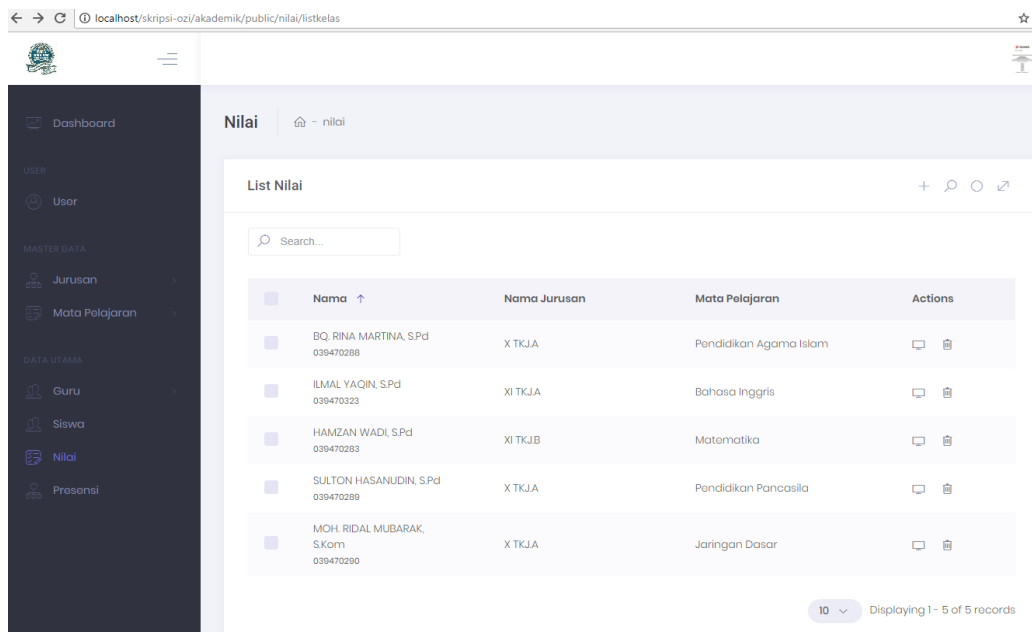 localhost/skripsi-ozi/akademik/public/nilai/listkelas
Dashboard
USER
User
MASTER DATA
Jurusan
Mata Pelajaran
DATA UTAMA
Guru
Siswa
Nilai
Presensi
Nilai - nilai
List Nilai
Search...
Nama ↑ Nama Jurusan Mata Pelajaran Actions
BQ. RINA MARTINA, S.Pd
039470288
X TKJ.A Pendidikan Agama Islam
ILMAL YAQIN, S.Pd
039470323
XI TKJ.A Bahasa Inggris
HAMZAN WADI, S.Pd
039470283
XI TKJ.B Matematika
SULTON HASANUDIN, S.Pd
039470289
X TKJ.A Pendidikan Pancasila
MOH. RIDAL MUBARAK,
S.Kom
039470290
X TKJ.A Jaringan Dasar
10 Displaying 1 - 5 of 5 records